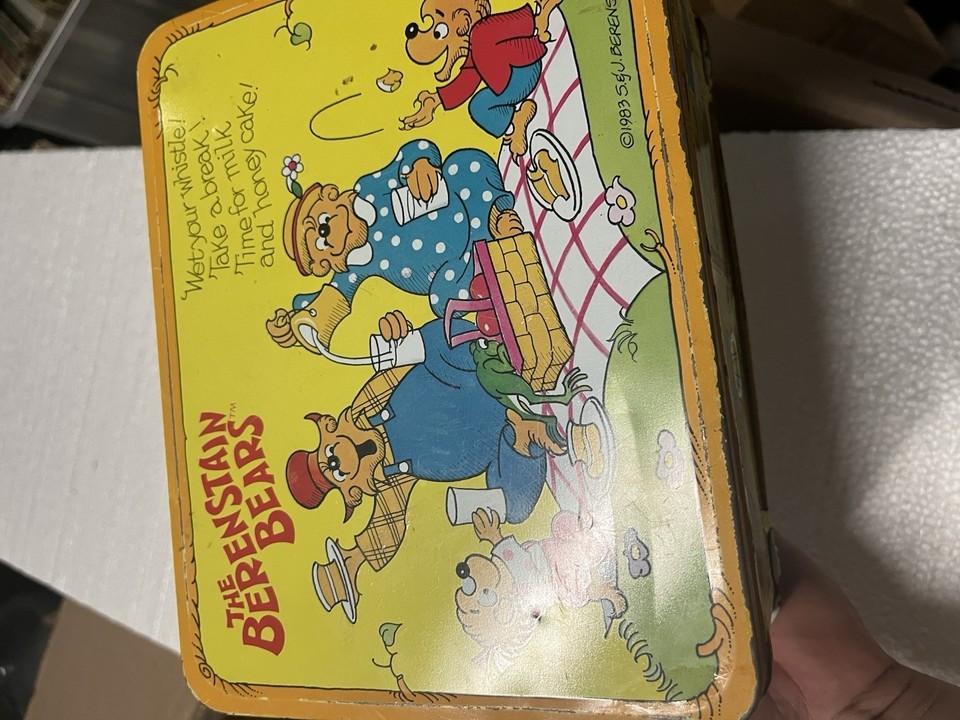 THE
BERENSTAIN
BEARS™
"Wet your whistle!
Take a break!
Time for milk
and honey cake!
©1983 S&J. BERENS